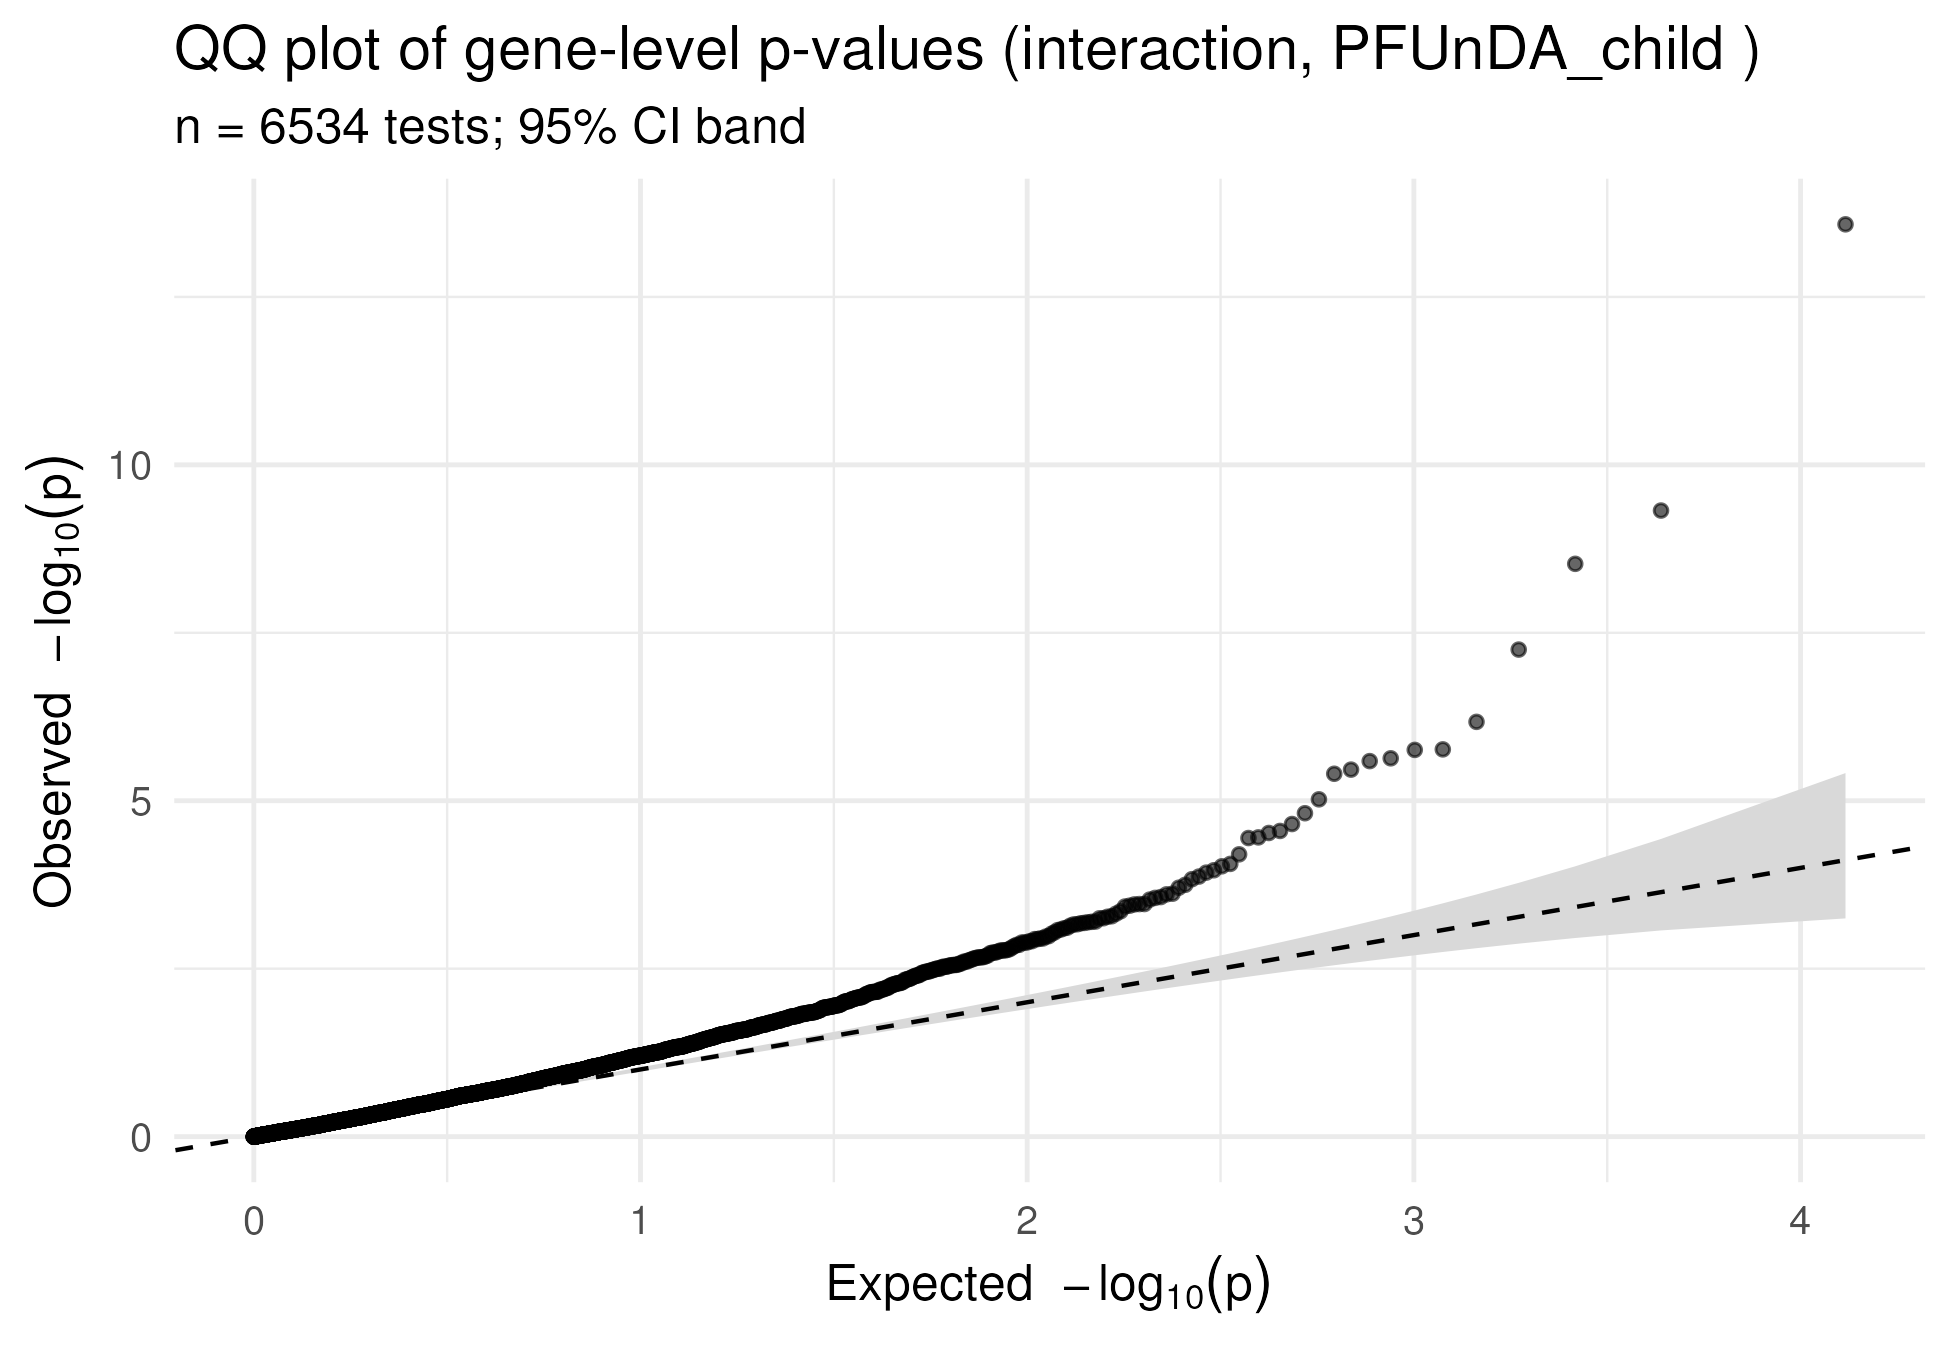 QQ plot of gene-level p-values (interaction, PFUnDA_child )
n = 6534 tests; 95% CI band
Observed −log₁₀(p)
10
5
0
0 1 2 3 4
Expected −log₁₀(p)